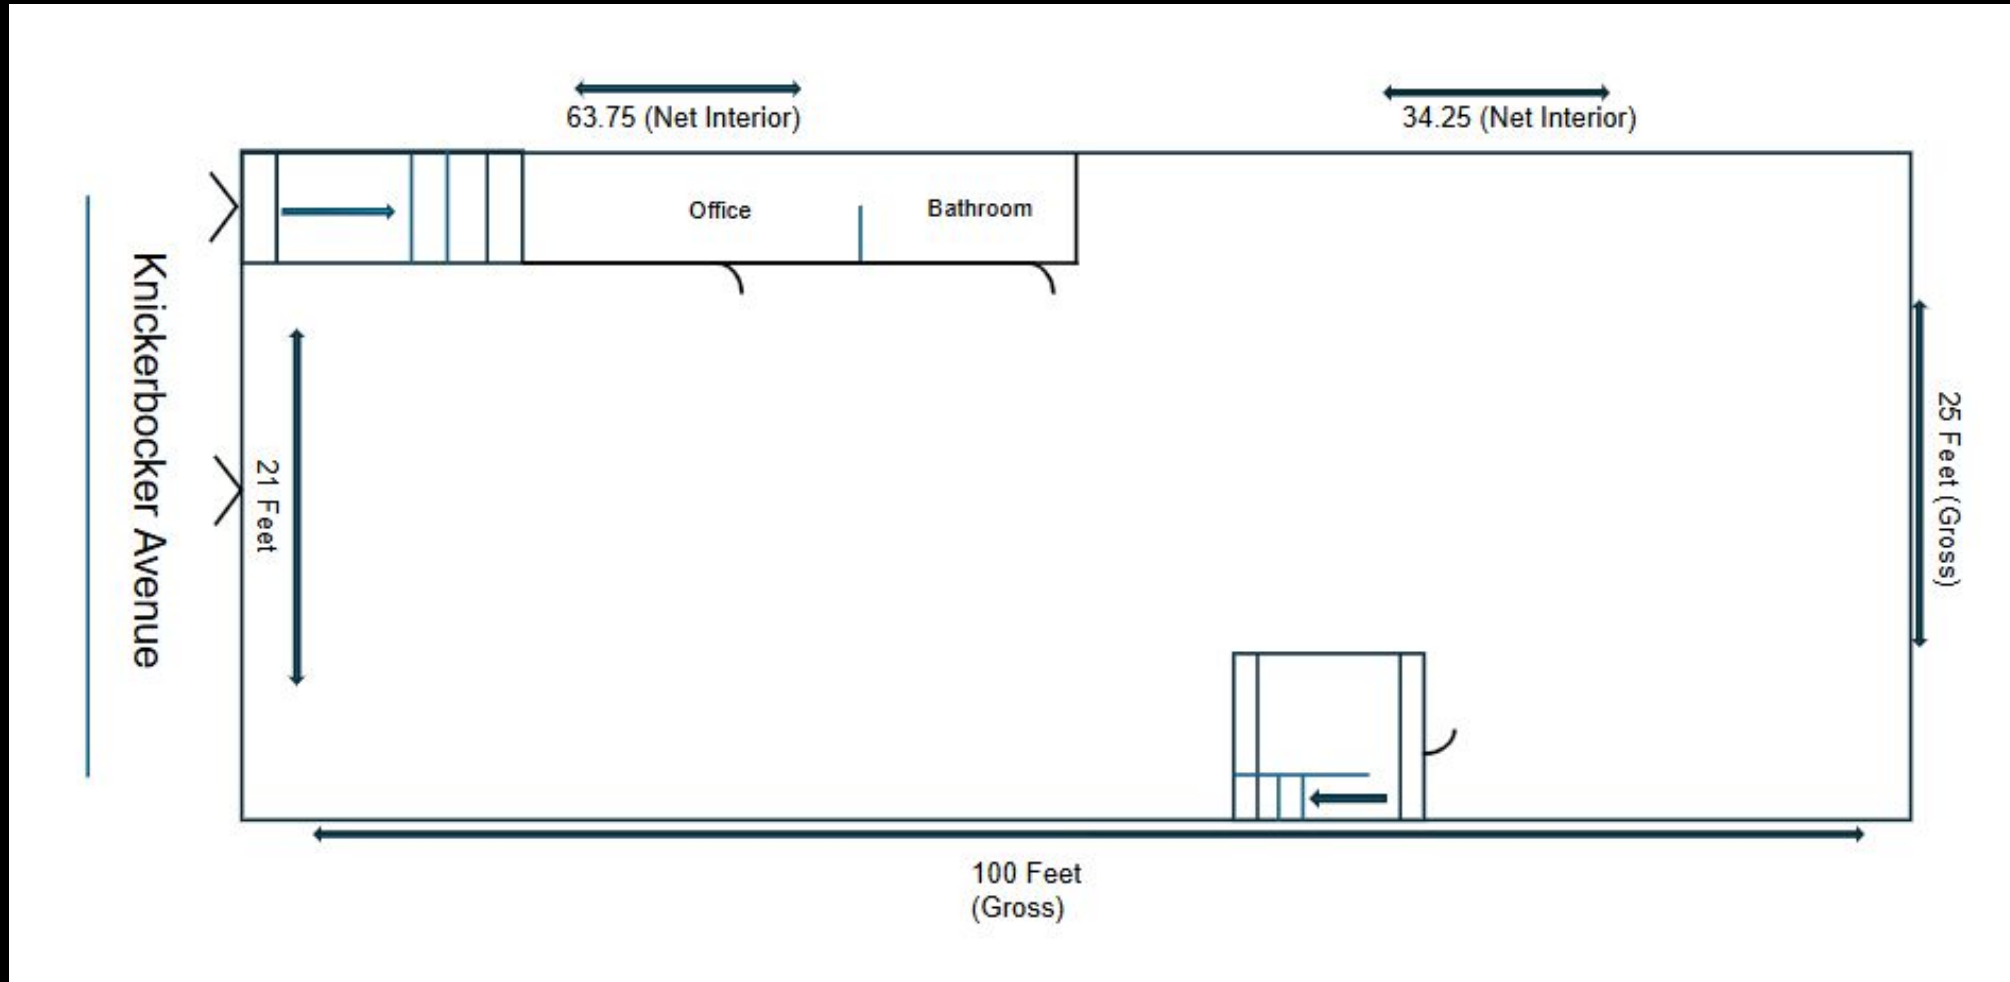 63.75 (Net Interior)
34.25 (Net Interior)
Office
Bathroom
Knickerbocker Avenue
21 Feet
25 Feet (Gross)
100 Feet
(Gross)